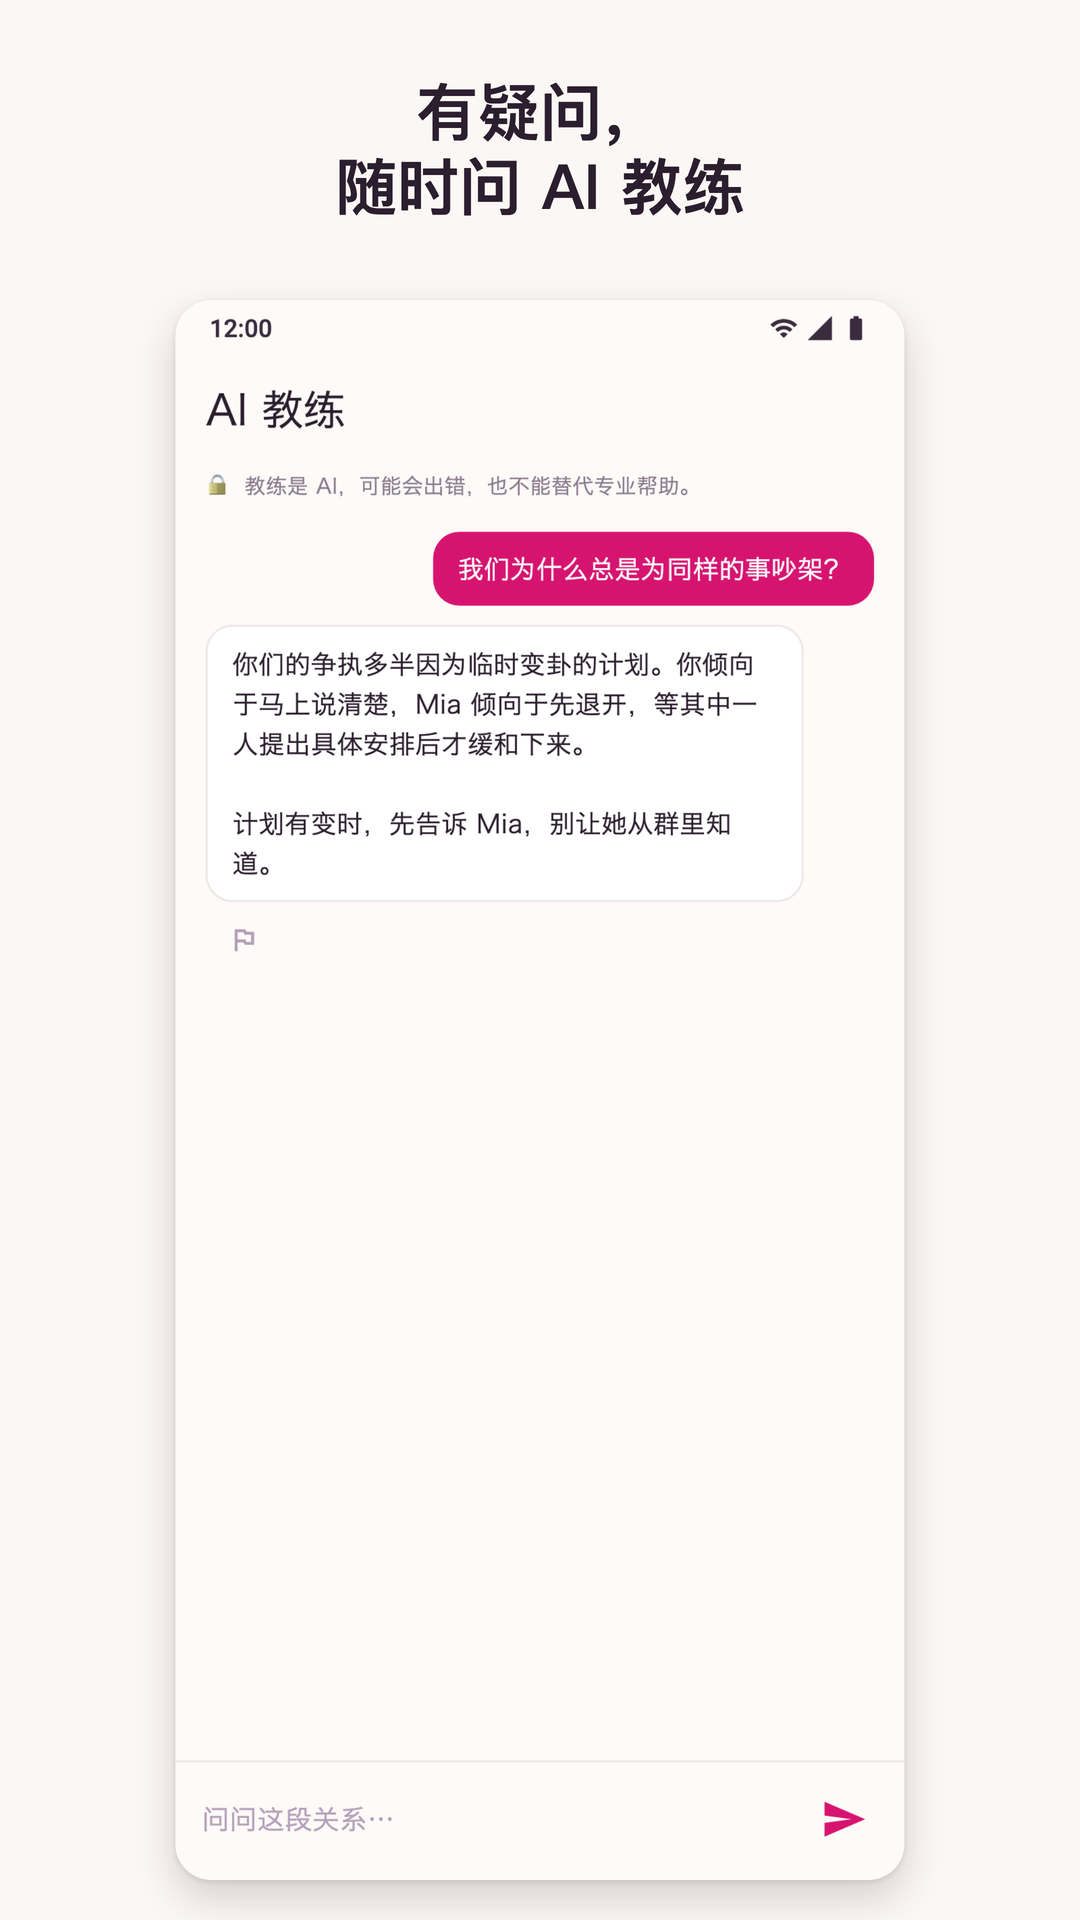 有疑问，
随时问 AI 教练
12:00
AI 教练
教练是 AI，可能会出错，也不能替代专业帮助。
我们为什么总是为同样的事吵架？
你们的争执多半因为临时变卦的计划。你倾向
于马上说清楚，Mia 倾向于先退开，等其中一
人提出具体安排后才缓和下来。
计划有变时，先告诉 Mia，别让她从群里知
道。
问问这段关系…